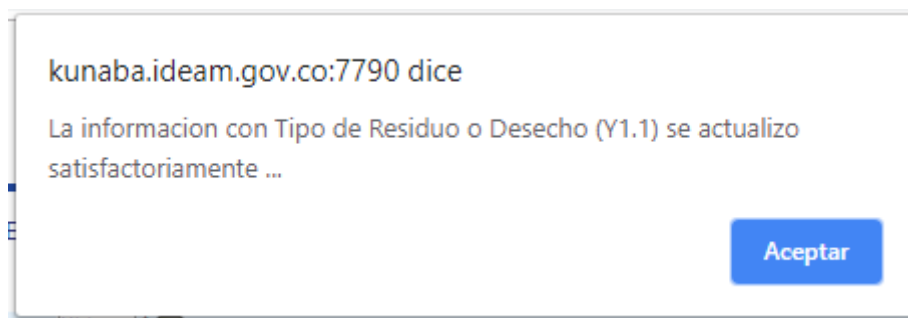 kunaba.ideam.gov.co:7790 dice
La informacion con Tipo de Residuo o Desecho (Y1.1) se actualizo
satisfactoriamente ...
Aceptar